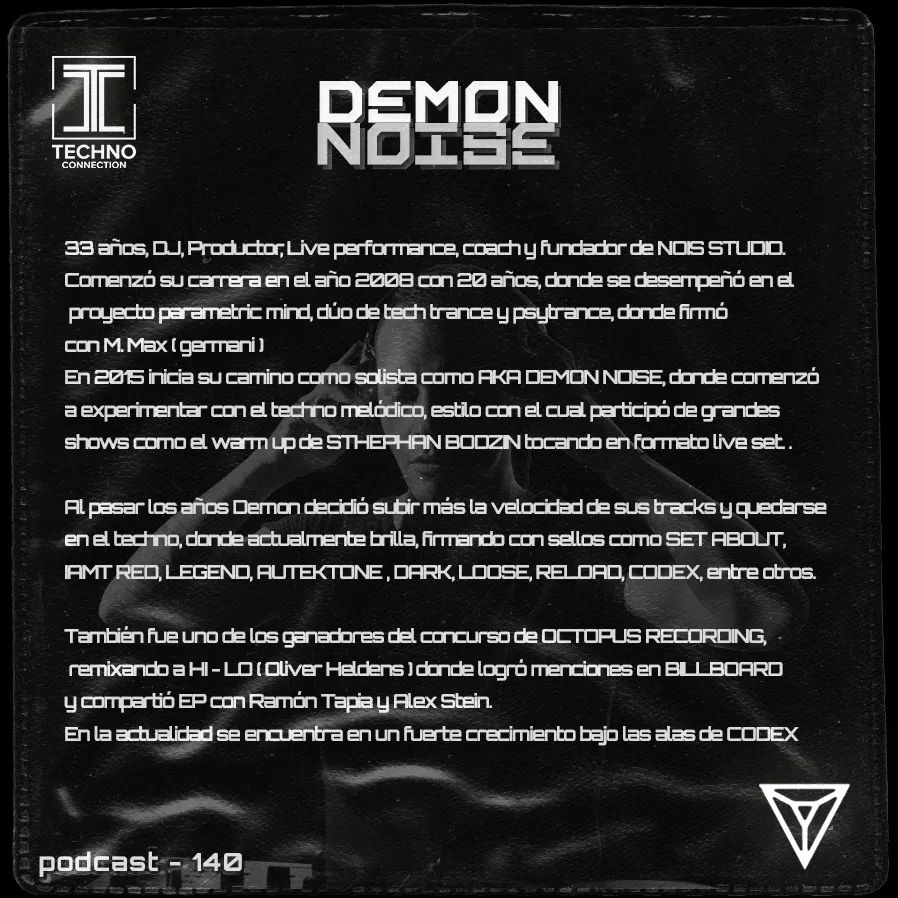 TECHNO
CONNECTION
DEMON
NOISE
33 años, DJ, Productor, Live performance, coach y fundador de NOIS STUDIO.
Comenzó su carrera en el año 2008 con 20 años, donde se desempeñó en el
proyecto parametric mind, dúo de tech trance y psytrance, donde firmó
con M. Max ( germani )
En 2015 inicia su camino como solista como AKA DEMON NOISE, donde comenzó
a experimentar con el techno melódico, estilo con el cual participó de grandes
shows como el warm up de STHEPHAN BODZIN tocando en formato live set. .
Al pasar los años Demon decidió subir más la velocidad de sus tracks y quedarse
en el techno, donde actualmente brilla, firmando con sellos como SET ABOUT,
IAMT RED, LEGEND, AUTEKTONE , DARK, LOOSE, RELOAD, CODEX, entre otros.
También fue uno de los ganadores del concurso de OCTOPUS RECORDING,
remixando a HI - LO ( Oliver Heldens ) donde logró menciones en BILLBOARD
y compartió EP con Ramón Tapia y Alex Stein.
En la actualidad se encuentra en un fuerte crecimiento bajo las alas de CODEX
podcast - 140